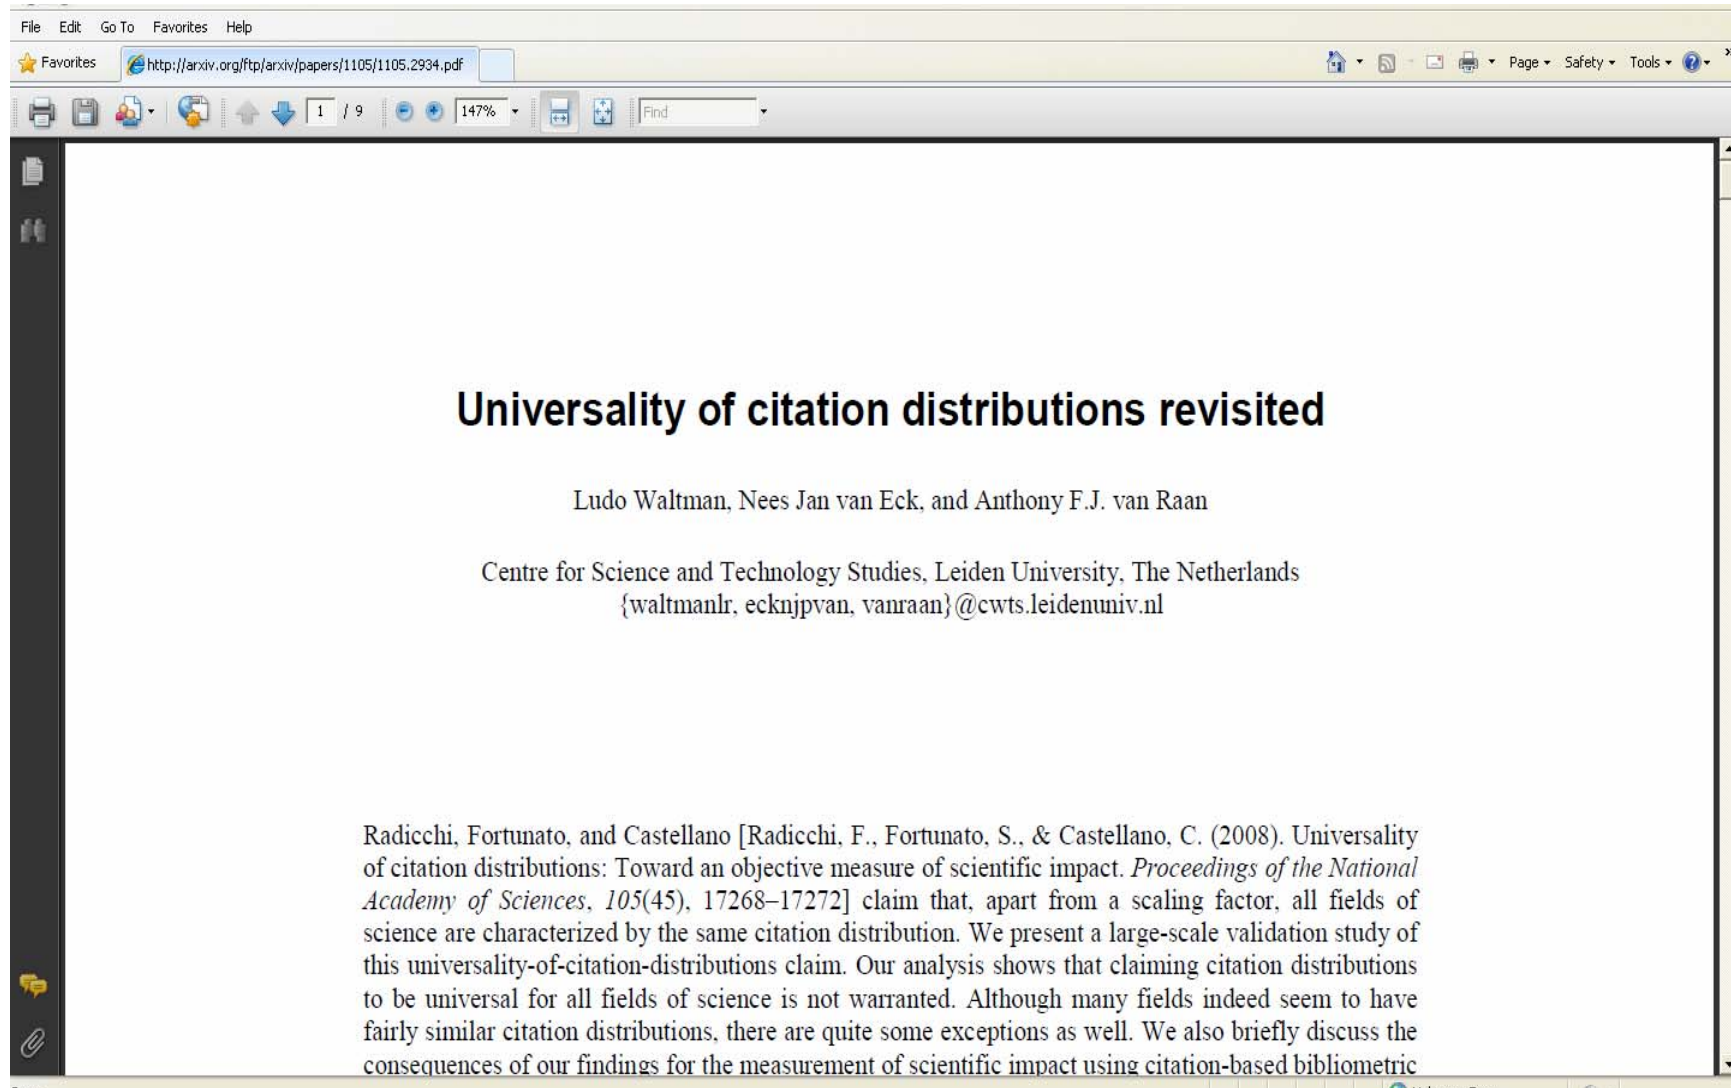 File Edit Go To Favorites Help
Favorites http://arxiv.org/ftp/arxiv/papers/1105/1105.2934.pdf Page Safety Tools
1 / 9 147% Find
Universality of citation distributions revisited
Ludo Waltman, Nees Jan van Eck, and Anthony F.J. van Raan
Centre for Science and Technology Studies, Leiden University, The Netherlands
{waltmanlr, ecknjpvan, vanraan}@cwts.leidenuniv.nl
Radicchi, Fortunato, and Castellano [Radicchi, F., Fortunato, S., & Castellano, C. (2008). Universality
of citation distributions: Toward an objective measure of scientific impact. Proceedings of the National
Academy of Sciences, 105(45), 17268–17272] claim that, apart from a scaling factor, all fields of
science are characterized by the same citation distribution. We present a large-scale validation study of
this universality-of-citation-distributions claim. Our analysis shows that claiming citation distributions
to be universal for all fields of science is not warranted. Although many fields indeed seem to have
fairly similar citation distributions, there are quite some exceptions as well. We also briefly discuss the
consequences of our findings for the measurement of scientific impact using citation-based bibliometric